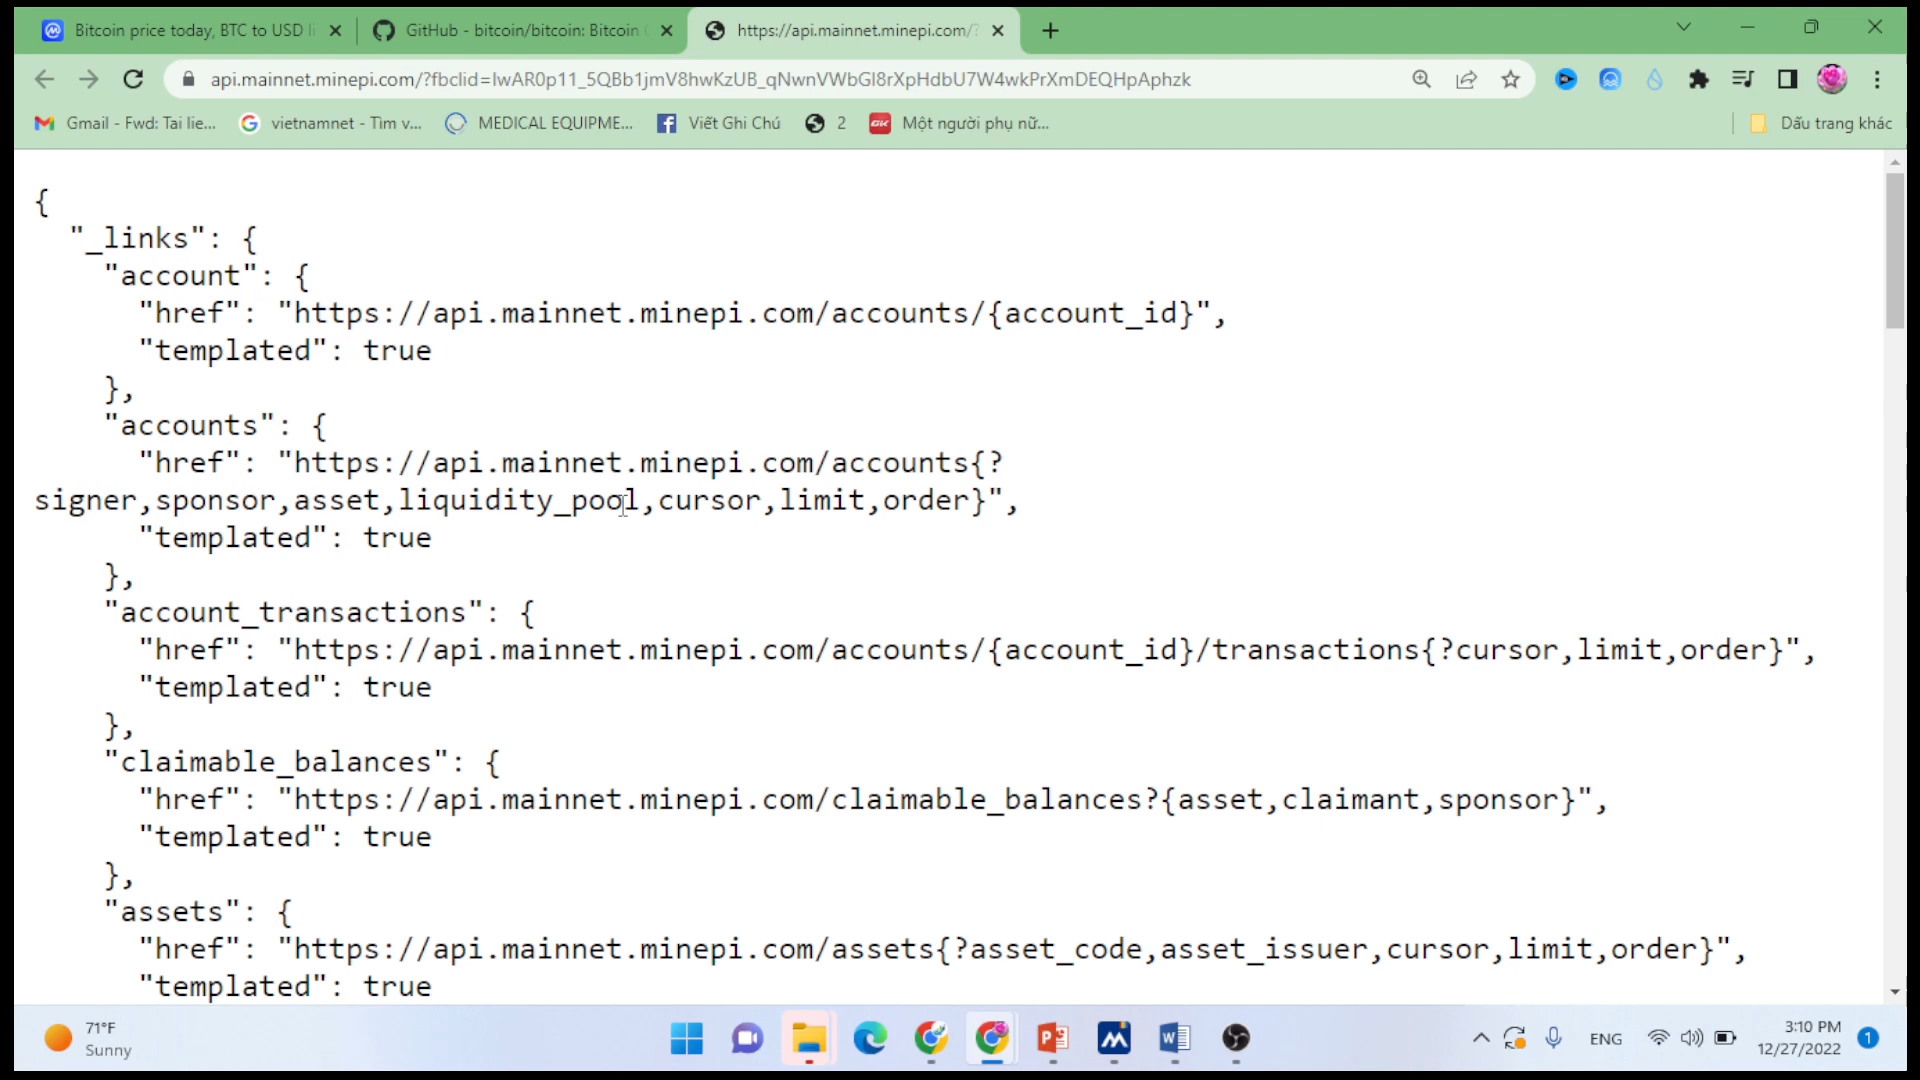 Bitcoin price today, BTC to USD li
GitHub - bitcoin/bitcoin: Bitcoin
https://api.mainnet.minepi.com/?
api.mainnet.minepi.com/?fbclid=IwAR0p11_5QBb1jmV8hwKzUB_qNwnVWbGl8rXpHdbU7W4wkPrXmDEQHpAphzk
Gmail - Fwd: Tai lie...
vietnamnet - Tìm v...
MEDICAL EQUIPME...
Viết Ghi Chú
2
GK
Một người phụ nữ...
Dấu trang khác
{
"_links": {
"account": {
"href": "https://api.mainnet.minepi.com/accounts/{account_id}",
"templated": true
},
"accounts": {
"href": "https://api.mainnet.minepi.com/accounts{?
signer,sponsor,asset,liquidity_pool,cursor,limit,order}",
"templated": true
},
"account_transactions": {
"href": "https://api.mainnet.minepi.com/accounts/{account_id}/transactions{?cursor,limit,order}",
"templated": true
},
"claimable_balances": {
"href": "https://api.mainnet.minepi.com/claimable_balances?{asset,claimant,sponsor}",
"templated": true
},
"assets": {
"href": "https://api.mainnet.minepi.com/assets{?asset_code,asset_issuer,cursor,limit,order}",
"templated": true
71°F
Sunny
ENG
3:10 PM
12/27/2022
1